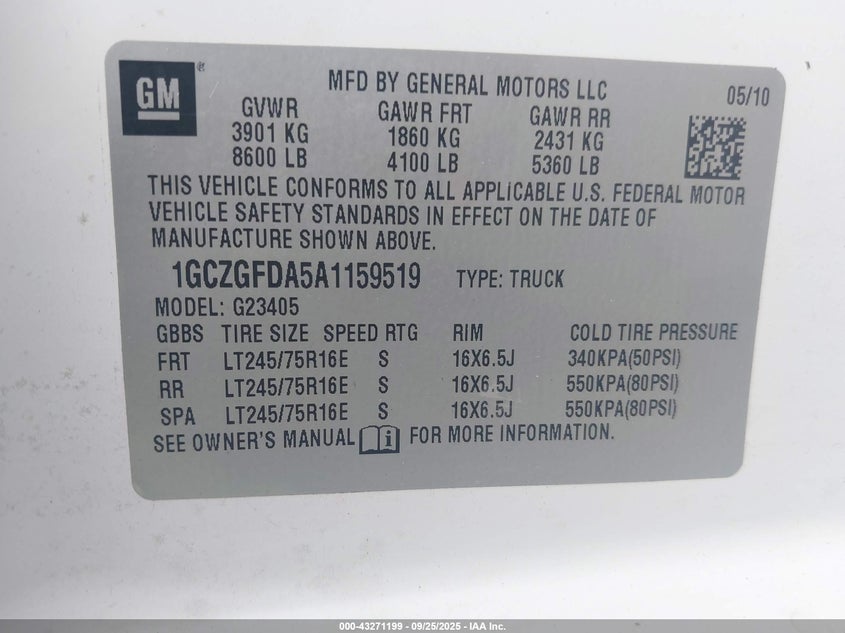 GM ®
MFD BY GENERAL MOTORS LLC 05/10
GVWR GAWR FRT GAWR RR
3901 KG 1860 KG 2431 KG
8600 LB 4100 LB 5360 LB
THIS VEHICLE CONFORMS TO ALL APPLICABLE U.S. FEDERAL MOTOR
VEHICLE SAFETY STANDARDS IN EFFECT ON THE DATE OF
MANUFACTURE SHOWN ABOVE.
1GCZGFDA5A1159519 TYPE: TRUCK
MODEL: G23405
GBBS TIRE SIZE SPEED RTG RIM COLD TIRE PRESSURE
FRT LT245/75R16E S 16X6.5J 340KPA(50PSI)
RR LT245/75R16E S 16X6.5J 550KPA(80PSI)
SPA LT245/75R16E S 16X6.5J 550KPA(80PSI)
SEE OWNER'S MANUAL i FOR MORE INFORMATION.
000-43271199 - 09/25/2025 - IAA Inc.